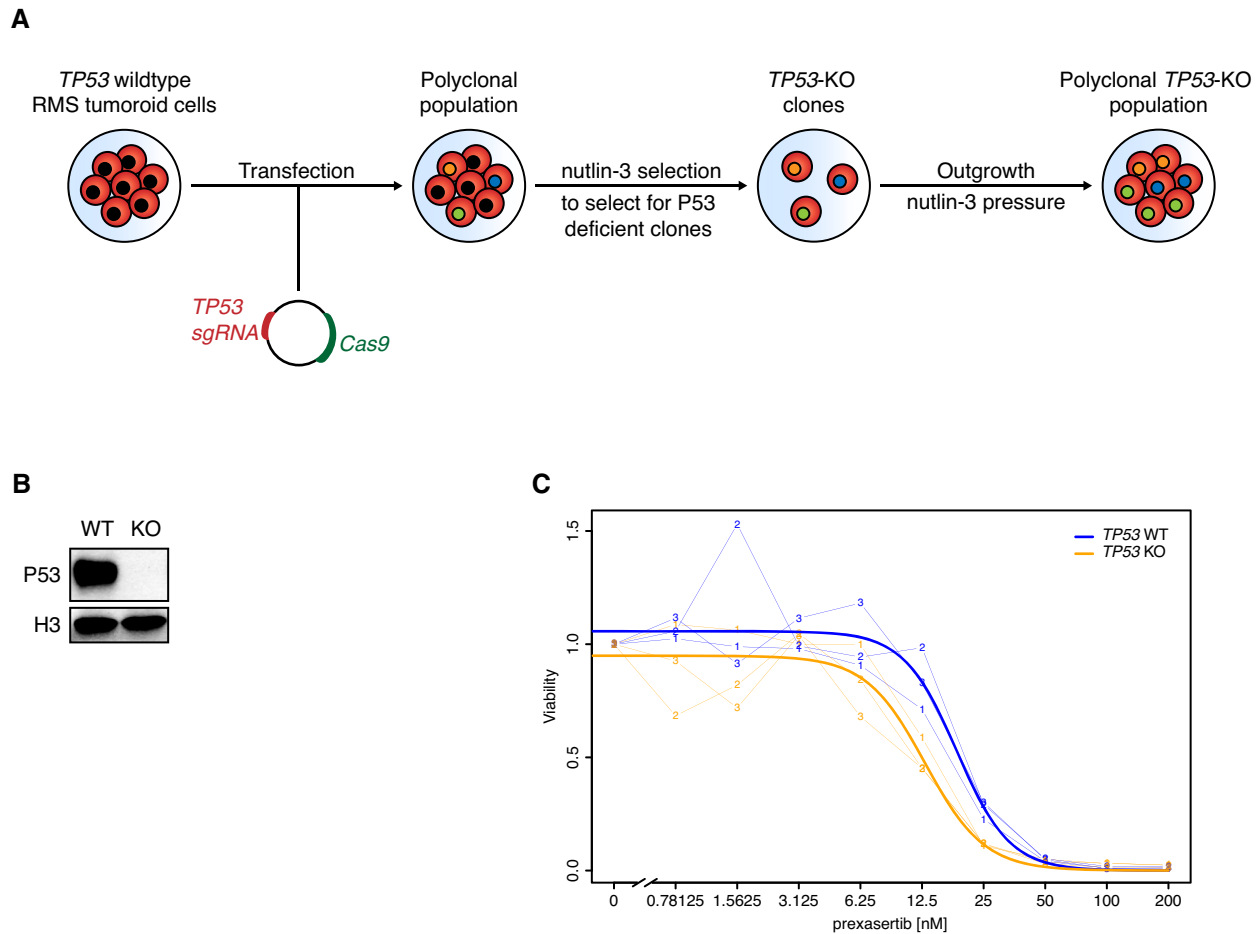 A
TP53 wildtype
RMS tumoroid cells
Polyclonal
population
TP53-KO
clones
Polyclonal TP53-KO
population
Transfection
nutlin-3 selection
to select for P53
deficient clones
Outgrowth
nutlin-3 pressure
TP53
sgRNA
Cas9
B
WT KO
P53
H3
C
TP53 WT
TP53 KO
Viability
1.5
1.0
0.5
0.0
0 0.78125 1.5625 3.125 6.25 12.5 25 50 100 200
prexasertib [nM]